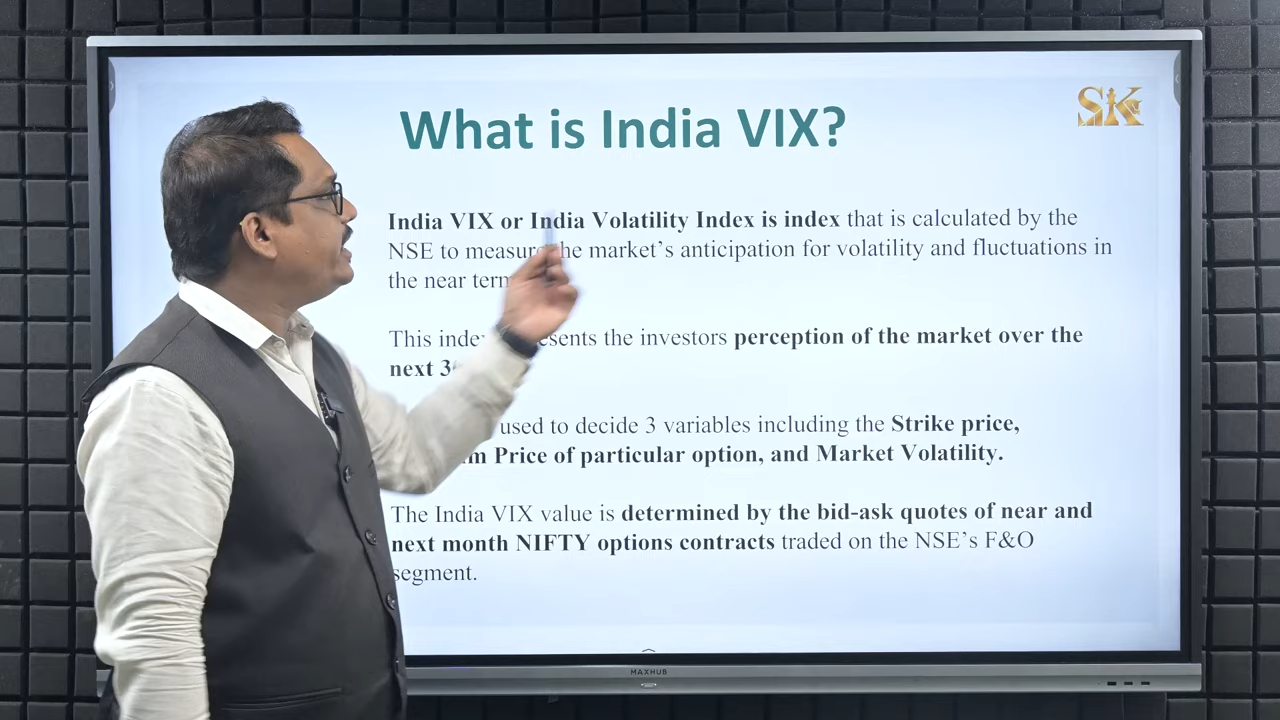 What is India VIX?
SK
India VIX or India Volatility Index is index that is calculated by the
NSE to measure the market's anticipation for volatility and fluctuations in
the near term
This index represents the investors perception of the market over the
next 3
used to decide 3 variables including the Strike price,
Price of particular option, and Market Volatility.
The India VIX value is determined by the bid-ask quotes of near and
next month NIFTY options contracts traded on the NSE's F&O
segment.
MAXHUB